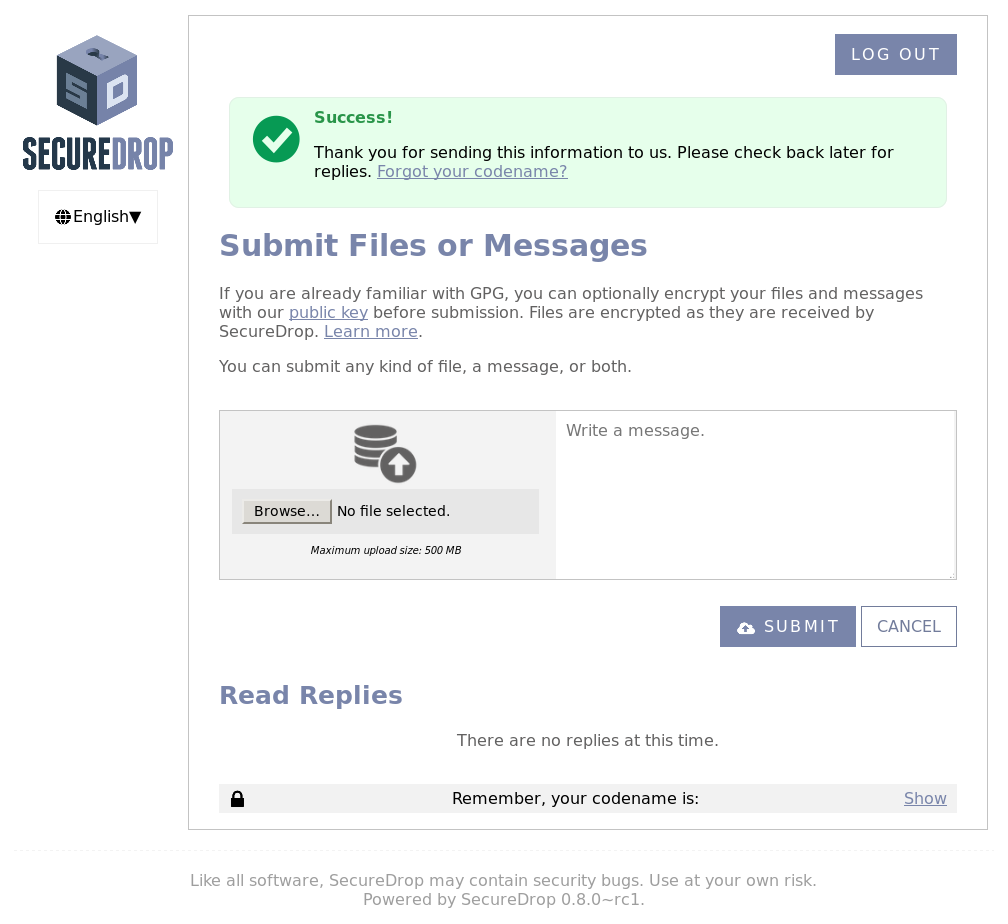 LOG OUT
SD
SECUREDROP
English▼
Success!
Thank you for sending this information to us. Please check back later for
replies. Forgot your codename?
Submit Files or Messages
If you are already familiar with GPG, you can optionally encrypt your files and messages
with our public key before submission. Files are encrypted as they are received by
SecureDrop. Learn more.
You can submit any kind of file, a message, or both.
Browse... No file selected.
Maximum upload size: 500 MB
Write a message.
SUBMIT CANCEL
Read Replies
There are no replies at this time.
Remember, your codename is: Show
Like all software, SecureDrop may contain security bugs. Use at your own risk.
Powered by SecureDrop 0.8.0~rc1.